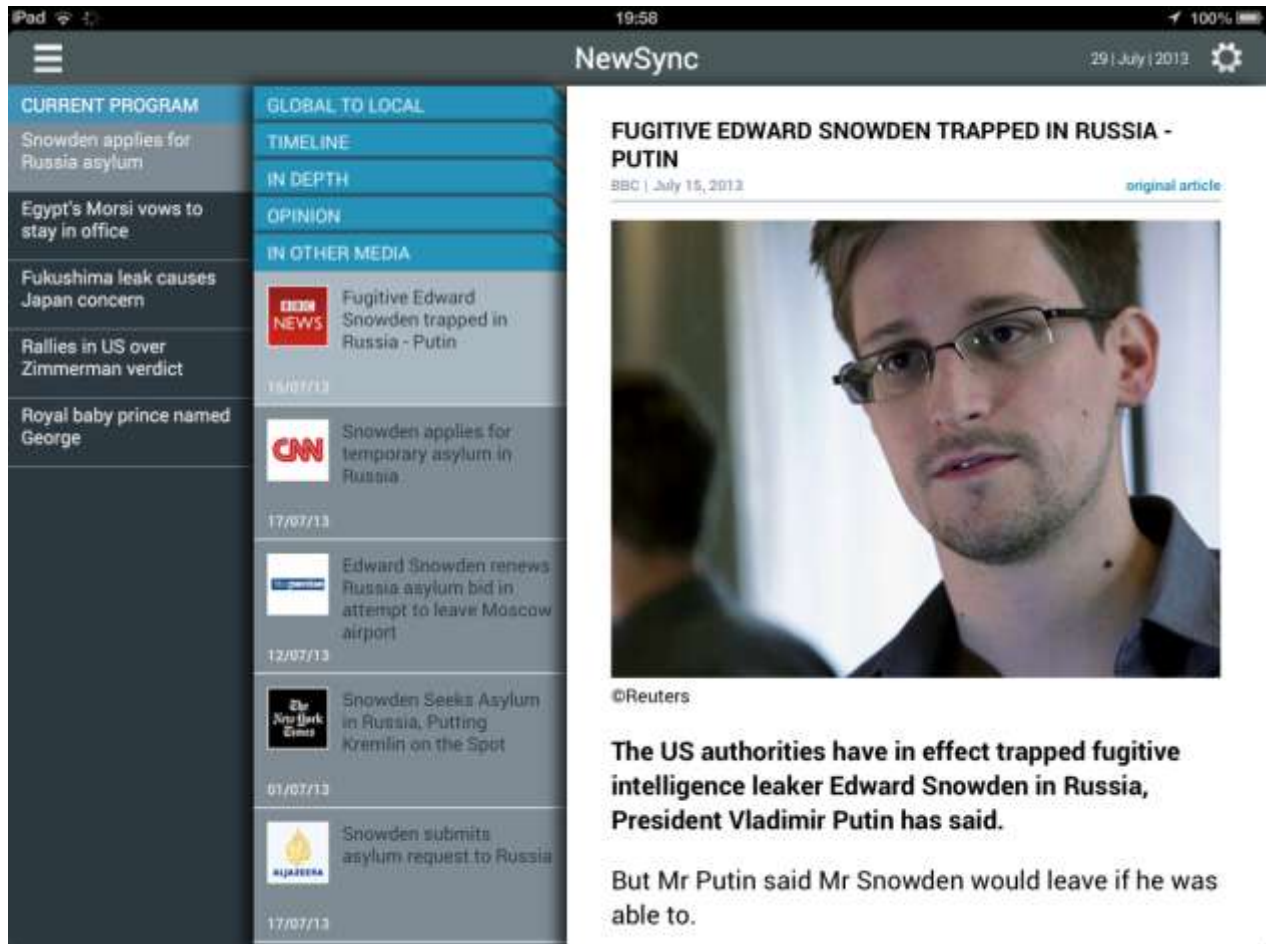 iPad
19:58
100%
NewSync
29 | July | 2013
CURRENT PROGRAM
Snowden applies for
Russia asylum
Egypt's Morsi vows to
stay in office
Fukushima leak causes
Japan concern
Rallies in US over
Zimmerman verdict
Royal baby prince named
George
GLOBAL TO LOCAL
TIMELINE
IN DEPTH
OPINION
IN OTHER MEDIA
BBC
NEWS
Fugitive Edward
Snowden trapped in
Russia - Putin
CNN
Snowden applies for
temporary asylum in
Russia
17/07/13
Edward Snowden renews
Russia asylum bid in
attempt to leave Moscow
airport
12/07/13
The
New York
Times
Snowden Seeks Asylum
in Russia, Putting
Kremlin on the Spot
01/07/13
ALJAZEERA
Snowden submits
asylum request to Russia
17/07/13
FUGITIVE EDWARD SNOWDEN TRAPPED IN RUSSIA -
PUTIN
BBC | July 15, 2013
original article
©Reuters
The US authorities have in effect trapped fugitive
intelligence leaker Edward Snowden in Russia,
President Vladimir Putin has said.
But Mr Putin said Mr Snowden would leave if he was
able to.